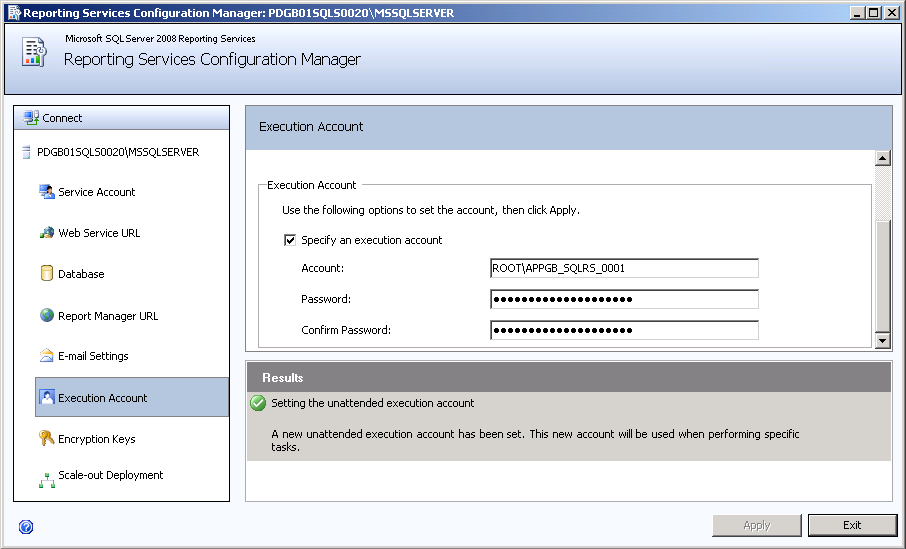 Reporting Services Configuration Manager: PDGB01SQLS0020\MSSQLSERVER
Microsoft SQL Server 2008 Reporting Services
Reporting Services Configuration Manager
Connect
PDGB01SQLS0020\MSSQLSERVER
Service Account
Web Service URL
Database
Report Manager URL
E-mail Settings
Execution Account
Encryption Keys
Scale-out Deployment
Execution Account
Execution Account
Use the following options to set the account, then click Apply.
Specify an execution account
Account:
ROOT\APPGB_SQLRS_0001
Password:
●●●●●●●●●●●●●●●●●●●●
Confirm Password:
●●●●●●●●●●●●●●●●●●●●
Results
Setting the unattended execution account
A new unattended execution account has been set. This new account will be used when performing specific
tasks.
Apply
Exit